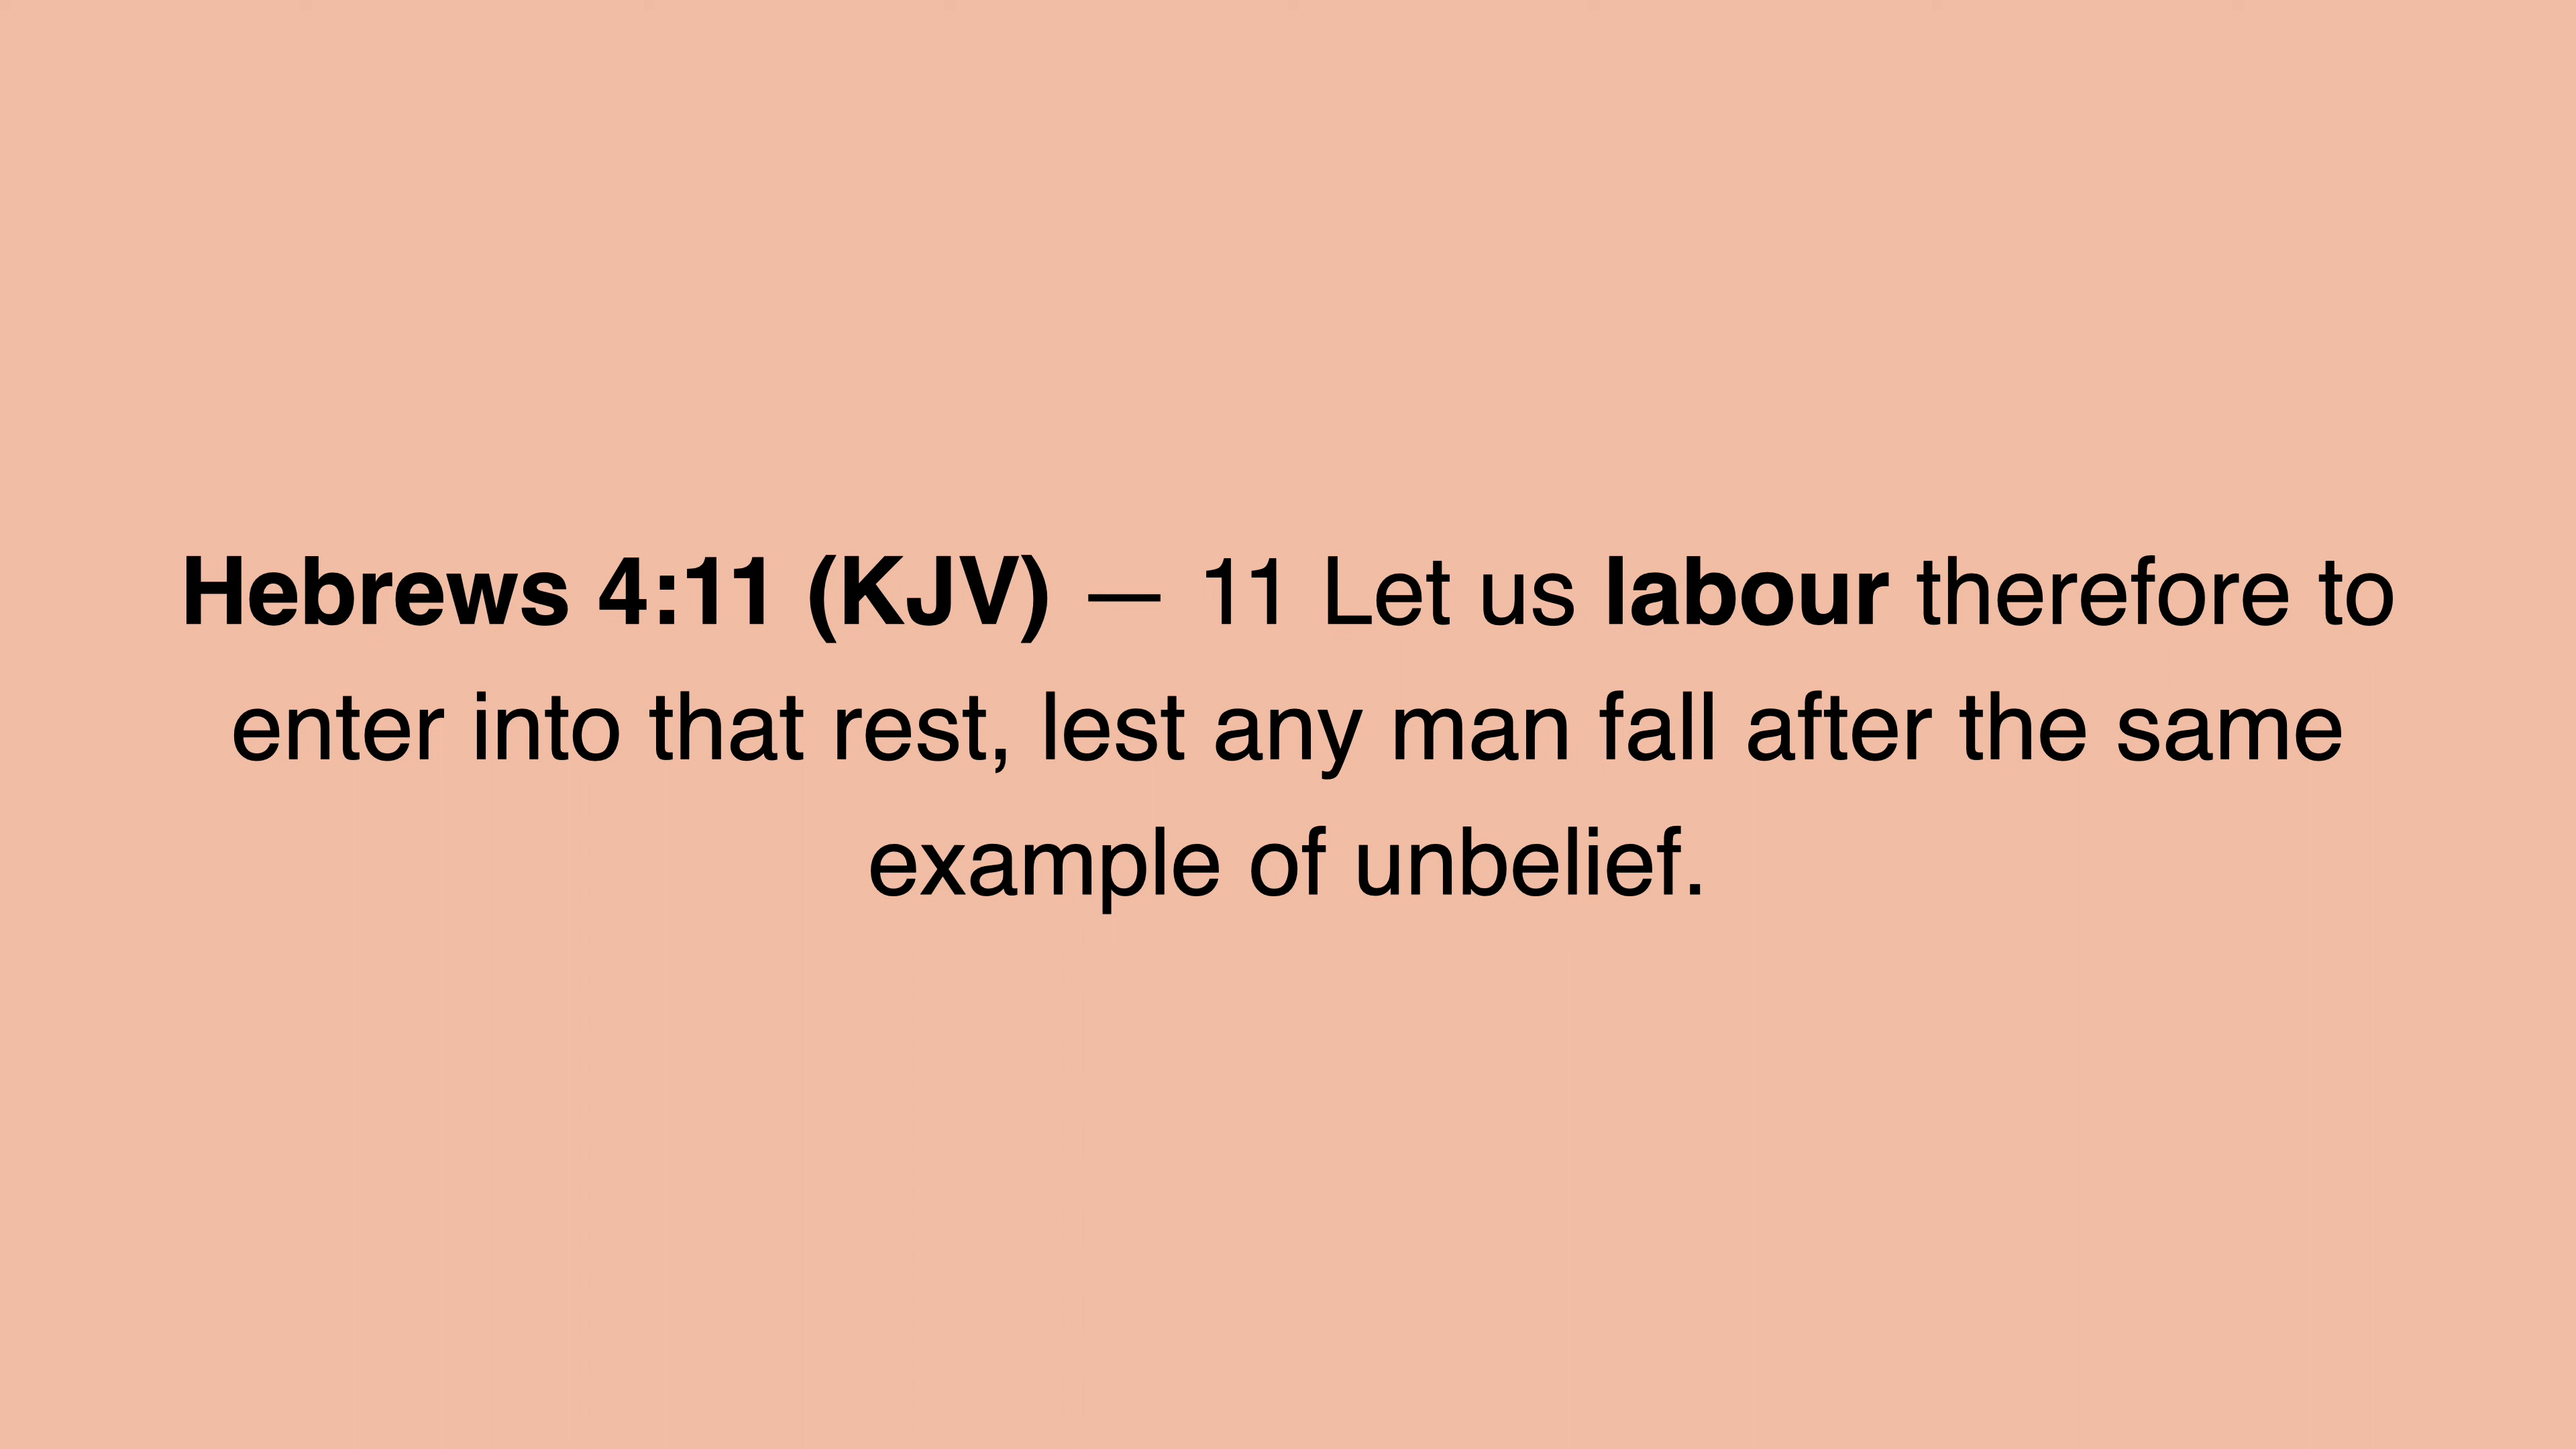 Hebrews 4:11 (KJV) — 11 Let us labour therefore to
enter into that rest, lest any man fall after the same
example of unbelief.